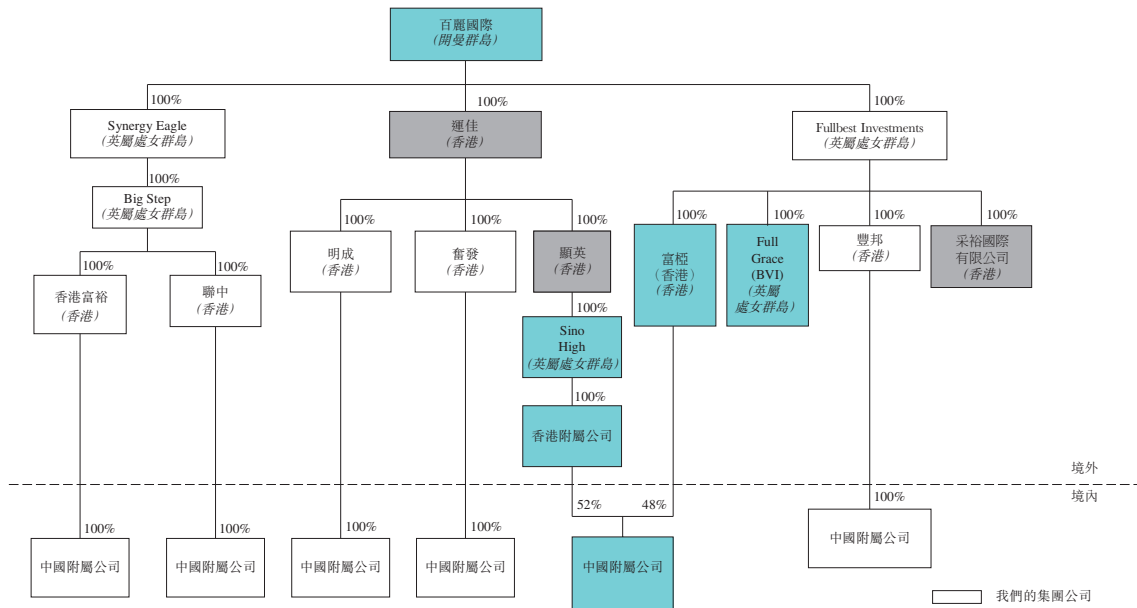 百麗國際
(開曼群島)
100%
100%
100%
Synergy Eagle
(英屬處女群島)
運佳
(香港)
Fullbest Investments
(英屬處女群島)
100%
Big Step
(英屬處女群島)
100%
100%
100%
100%
100%
100%
100%
明成
(香港)
奮發
(香港)
顯英
(香港)
富椏
(香港)
(香港)
Full
Grace
(BVI)
(英屬
處女群島)
豐邦
(香港)
采裕國際
有限公司
(香港)
100%
100%
香港富裕
(香港)
聯中
(香港)
100%
Sino
High
(英屬處女群島)
100%
香港附屬公司
境外
境內
100%
52%
48%
中國附屬公司
100%
100%
100%
100%
中國附屬公司
中國附屬公司
中國附屬公司
中國附屬公司
中國附屬公司
我們的集團公司